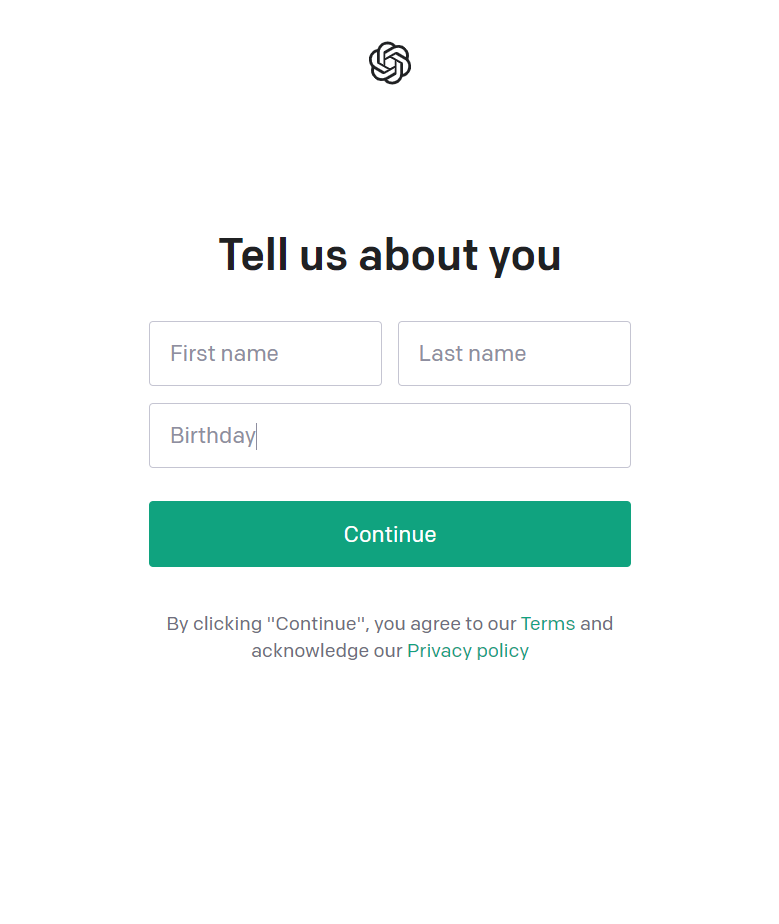 Tell us about you
First name
Last name
Birthday
Continue
By clicking "Continue", you agree to our Terms and
acknowledge our Privacy policy